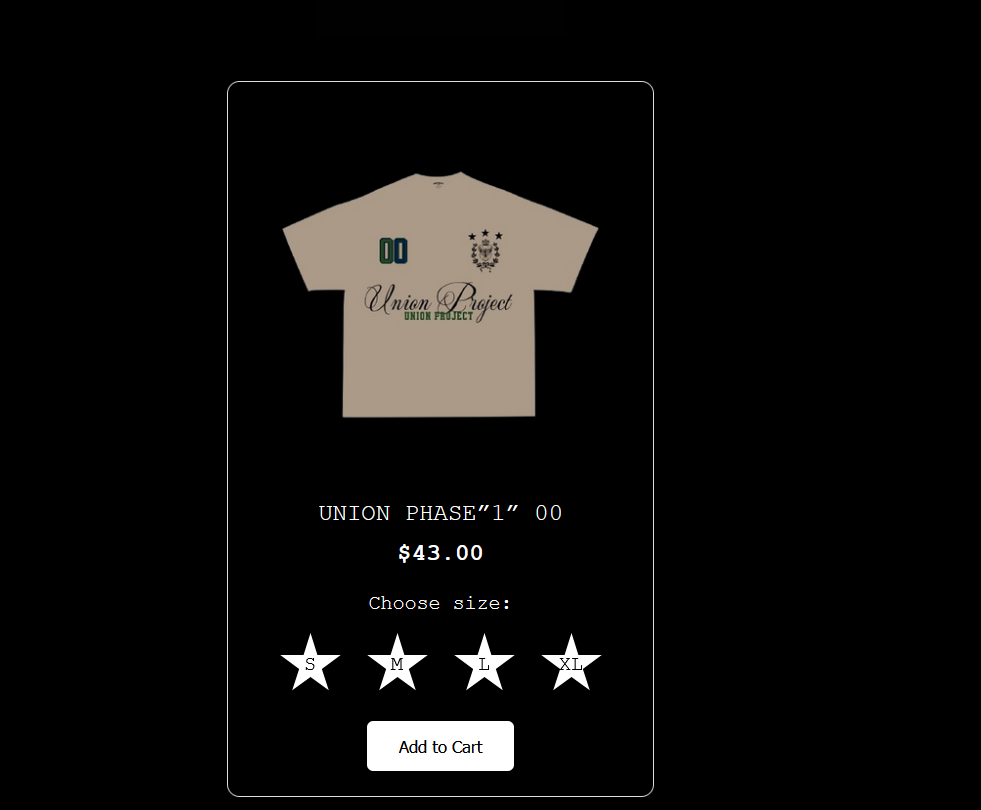 00
Union Project
UNION PROJECT
UNION PHASE”1” 00
$43.00
Choose size:
S M L XL
Add to Cart